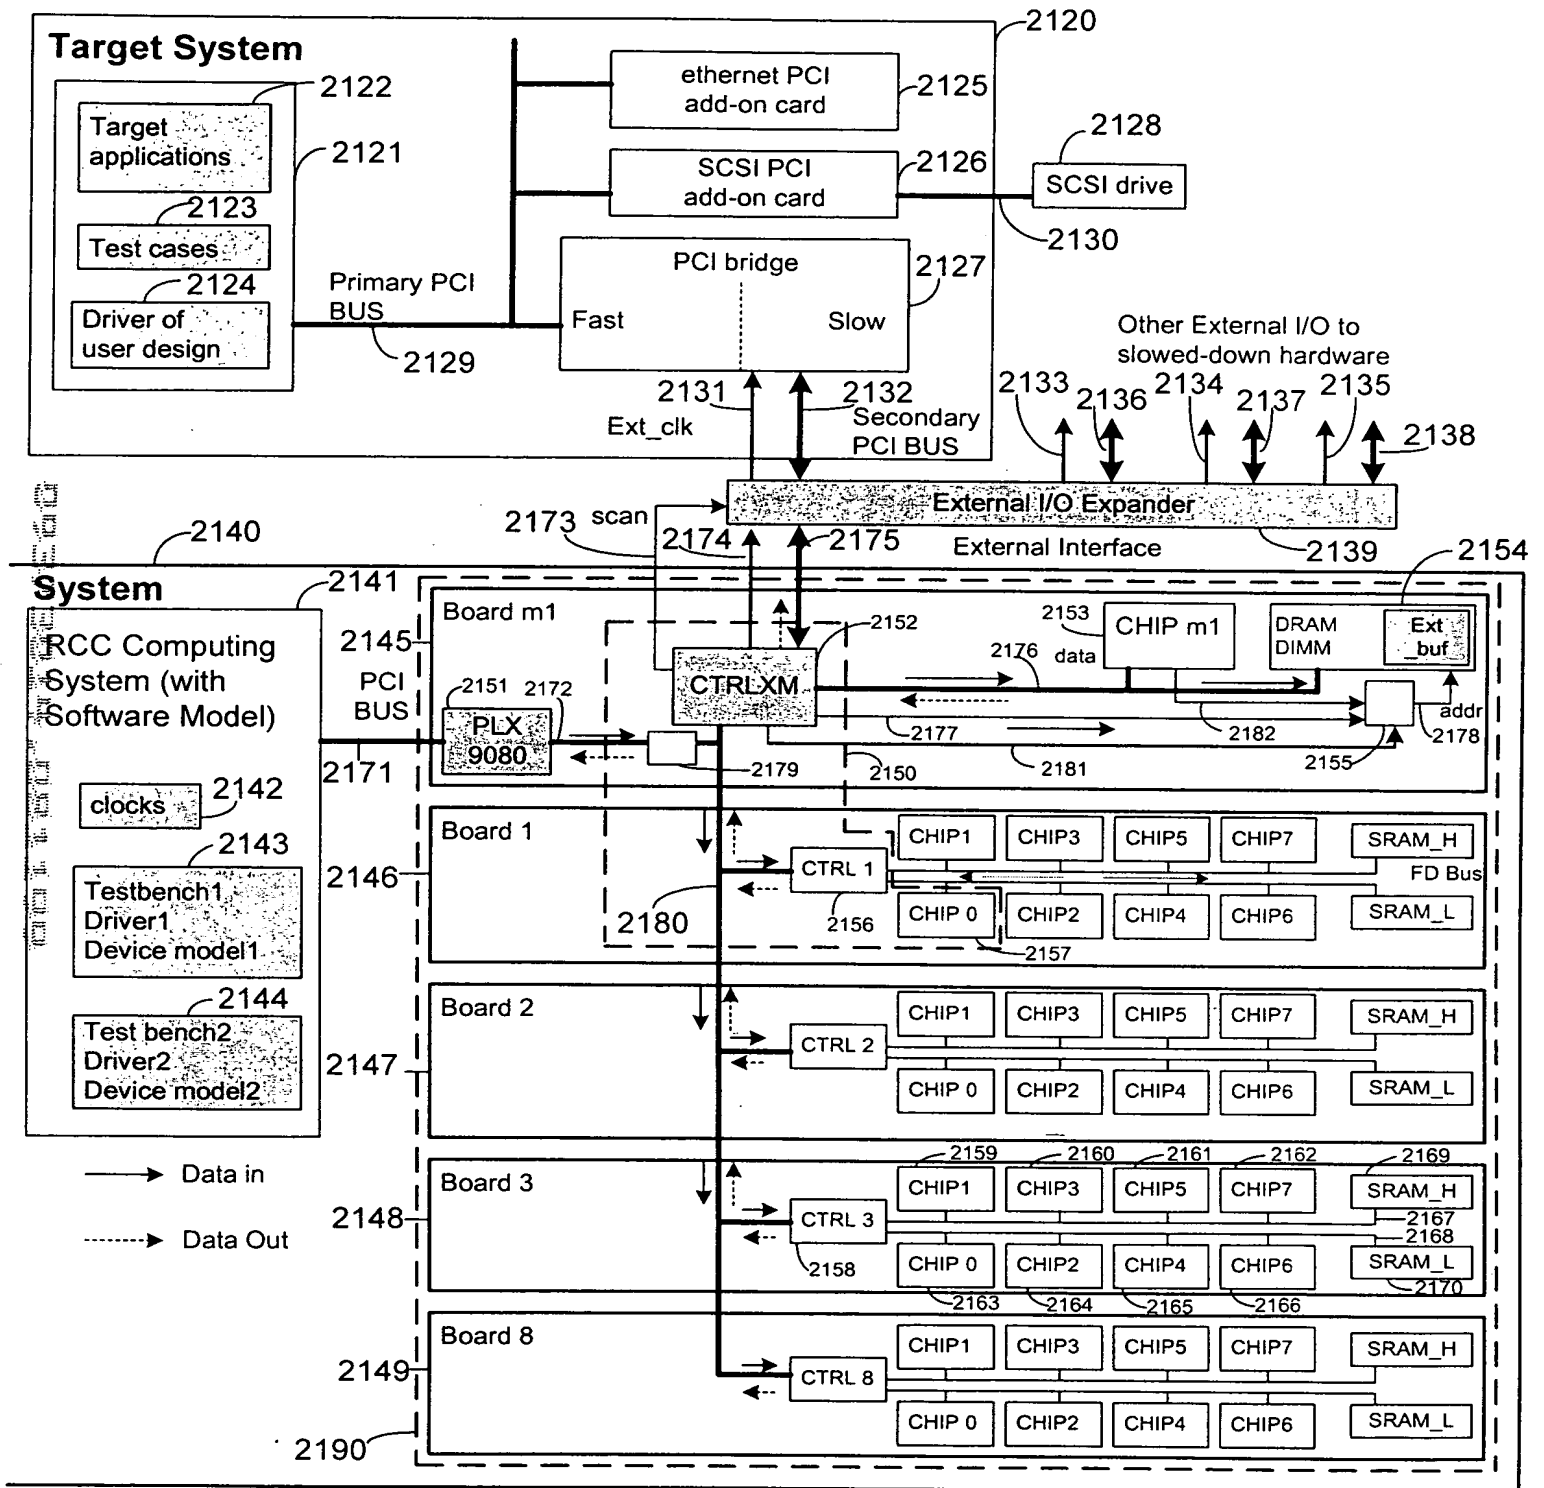 Target System
2120
2122
Target
applications
2121
2123
Test cases
2124
Driver of
user design
Primary PCI
BUS
2129
ethernet PCI
add-on card
2125
SCSI PCI
add-on card
2126
2128
SCSI drive
2130
PCI bridge
2127
Fast
Slow
2131
2132
Ext_clk
Secondary
PCI BUS
Other External I/O to
slowed-down hardware
2133
2136
2134
2137
2135
2138
External I/O Expander
2173
scan
2174
2175
External Interface
2139
2140
System
2141
RCC Computing
System (with
Software Model)
2142
clocks
2143
Testbench1
Driver1
Device model1
2144
Test bench2
Driver2
Device model2
Data in
Data Out
PCI
BUS
2171
2145
Board m1
2151
PLX
9080
2172
2179
CTRLXM
2152
2150
2153
CHIP m1
data
2176
2154
DRAM
DIMM
Ext
_buf
2177
2182
addr
2178
2181
2155
2146
Board 1
2180
CTRL 1
2156
CHIP1
CHIP3
CHIP5
CHIP7
SRAM_H
FD Bus
CHIP 0
CHIP2
CHIP4
CHIP6
SRAM_L
2157
2147
Board 2
CTRL 2
CHIP1
CHIP3
CHIP5
CHIP7
SRAM_H
CHIP 0
CHIP2
CHIP4
CHIP6
SRAM_L
2148
Board 3
CTRL 3
2158
2159
2160
2161
2162
2169
CHIP1
CHIP3
CHIP5
CHIP7
SRAM_H
2167
2168
CHIP 0
CHIP2
CHIP4
CHIP6
SRAM_L
2170
2163
2164
2165
2166
2149
Board 8
CTRL 8
CHIP1
CHIP3
CHIP5
CHIP7
SRAM_H
CHIP 0
CHIP2
CHIP4
CHIP6
SRAM_L
2190